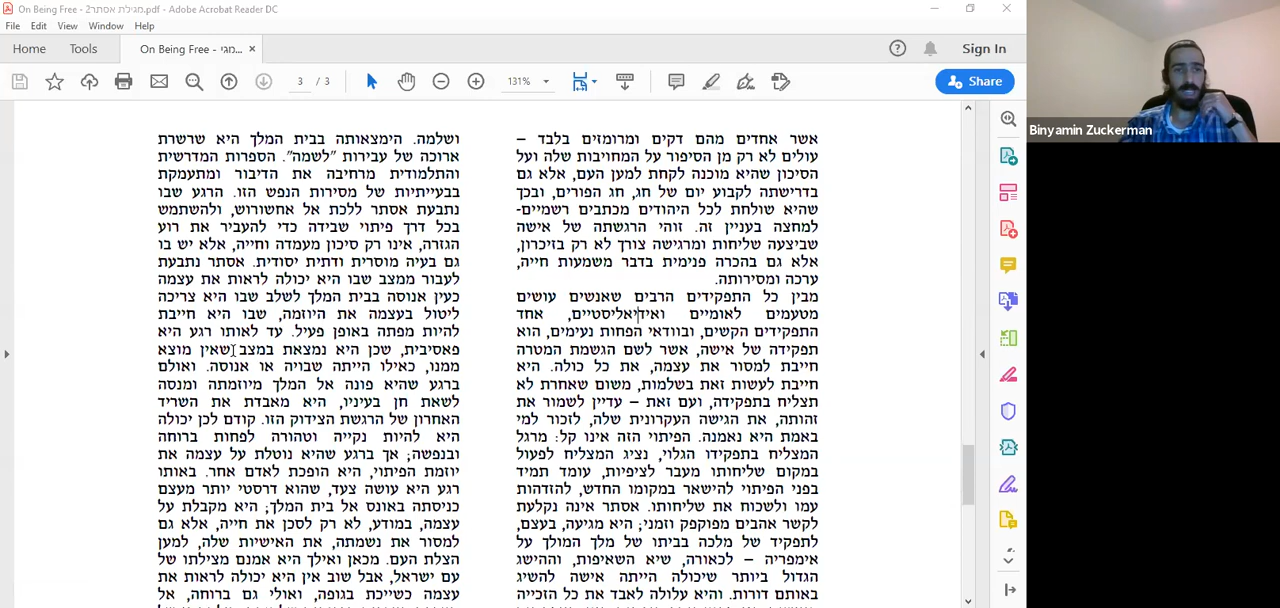 On Being Free - 2מגילת אסתר.pdf - Adobe Acrobat Reader DC
File Edit View Window Help
Home Tools On Being Free - מגי... × Sign In
3 / 3 131% Share
Binyamin Zuckerman
אשר אחדים מהם דקים ומרומזים בלבד –
עולים לא רק מן הסיפור על המחויבות שלה ועל
הסיכון שהיא מוכנה לקחת למען העם, אלא גם
בדרישתה לקבוע יום של חג, חג הפורים, ובכך
שהיא שולחת לכל היהודים מכתבים רשמיים-
למחצה בעניין זה. זוהי הרגשתה של אישה
שביצעה שליחות ומרגישה צורך לא רק בזיכרון,
אלא גם בהכרה פנימית בדבר משמעות חייה,
ערכה ומסירותה.
מבין כל התפקידים הרבים שאנשים עושים
מטעמים לאומיים ואידיאליסטיים, אחד
התפקידים הקשים, ובוודאי הפחות נעימים, הוא
תפקידה של אישה, אשר לשם הגשמת המטרה
חייבת למסור את עצמה, את כל כולה. היא
חייבת לעשות זאת בשלמות, משום שאחרת לא
תצליח בתפקידה, ועם זאת – עדיין לשמור את
זהותה, את הגישה העקרונית שלה, לזכור למי
באמת היא נאמנה. הפיתוי הזה אינו קל: מרגל
המצליח בתפקידו הגלוי, נציג המצליח לפעול
במקום שליחותו מעבר לציפיות, עומד תמיד
בפני הפיתוי להישאר במקומו החדש, להזדהות
עמו ולשכוח את שליחותו. אסתר אינה נקלעת
לקשר אהבים מפוקפק וזמני; היא מגיעה, בעצם,
לתפקיד של מלכה בביתו של מלך המולך על
אימפריה – לכאורה, שיא השאיפות, וההישג
הגדול ביותר שיכולה הייתה אישה להשיג
באותם דורות. והיא עלולה לאבד את כל הזכייה
ושלמה. הימצאותה בבית המלך היא שרשרת
ארוכה של עבירות "לשמה". הספרות המדרשית
והתלמודית מרחיבה את הדיבור ומתעמקת
בבעייתיות של מסירות הנפש הזו. הרגע שבו
נתבעת אסתר ללכת אל אחשורוש, ולהשתמש
בכל דרך פיתוי שבידה כדי להעביר את רוע
הגזרה, אינו רק סיכון מעמדה וחייה, אלא יש בו
גם בעיה מוסרית ודתית יסודית. אסתר נתבעת
לעבור ממצב שבו היא יכולה לראות את עצמה
כעין אנוסה בבית המלך לשלב שבו היא צריכה
ליטול בעצמה את היוזמה, שבו היא חייבת
להיות מפתה באופן פעיל. עד לאותו רגע היא
פאסיבית, שכן היא נמצאת במצב שאין מוצא
ממנו, כאילו הייתה שבויה או אנוסה. ואולם
ברגע שהיא פונה אל המלך מיוזמתה ומנסה
לשאת חן בעיניו, היא מאבדת את השריד
האחרון של הרגשת הצידוק הזו. קודם לכן יכולה
היא להיות נקייה וטהורה לפחות ברוחה
ובנפשה; אך ברגע שהיא נוטלת על עצמה את
יוזמת הפיתוי, היא הופכת לאדם אחר. באותו
רגע היא עושה צעד, שהוא דרסטי יותר מעצם
כניסתה באונס אל בית המלך; היא מקבלת על
עצמה, במודע, לא רק לסכן את חייה, אלא גם
למסור את נשמתה, את האישיות שלה, למען
הצלת העם. מכאן ואילך היא אמנם מצילתו של
עם ישראל, אבל שוב אין היא יכולה לראות את
עצמה כשייכת בגופה, ואולי גם ברוחה, אל